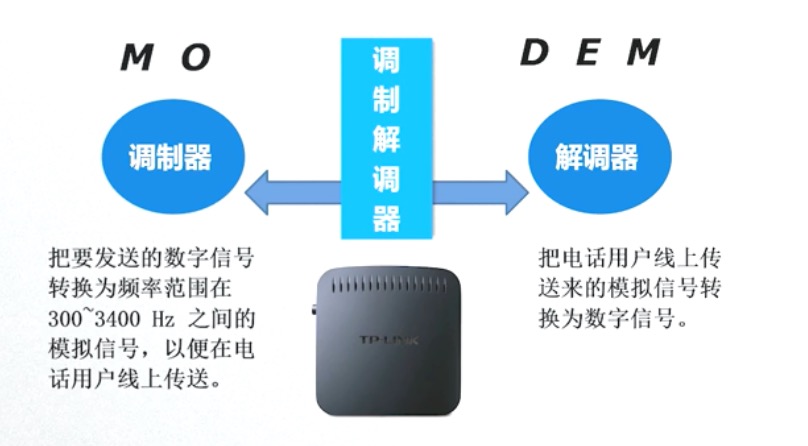 M O
D E M
调制解调器
调制器
解调器
把要发送的数字信号
转换为频率范围在
300~3400 Hz 之间的
模拟信号，以便在电
话用户线上传送。
把电话用户线上传
送来的模拟信号转
换为数字信号。
TP-LINK